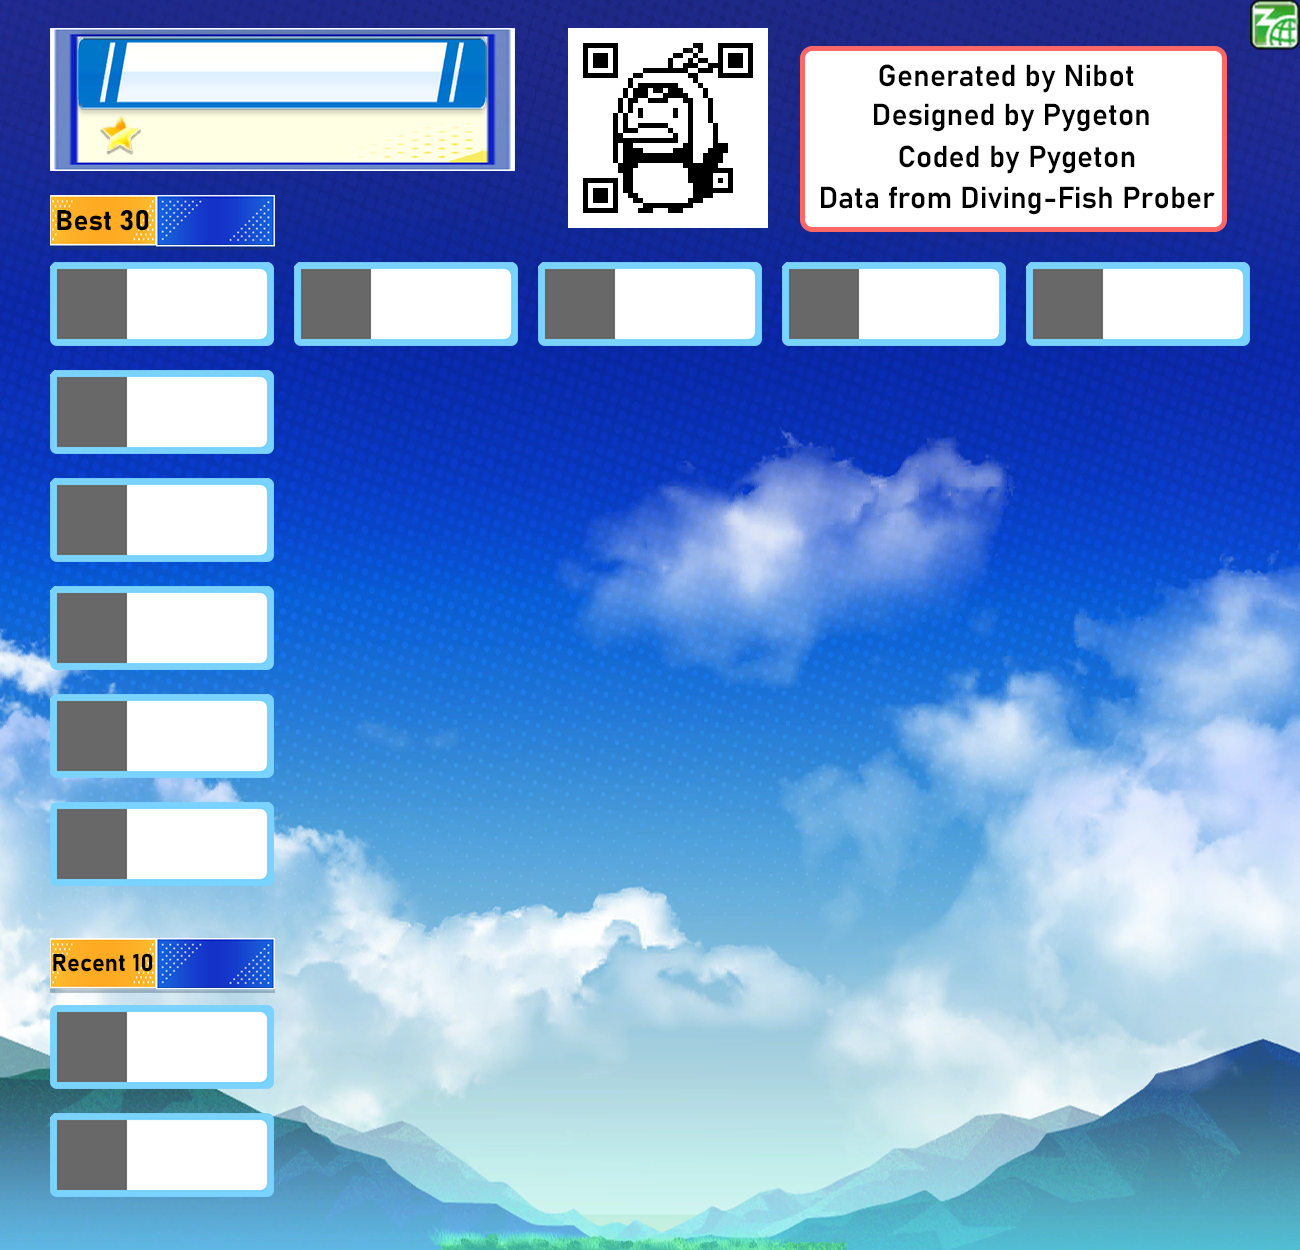 Generated by Nibot
Designed by Pygeton
Coded by Pygeton
Data from Diving-Fish Prober
Best 30
Recent 10